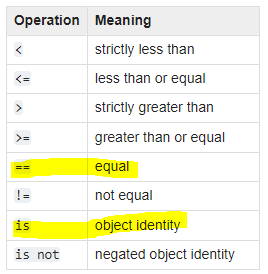 Operation Meaning
< strictly less than
<= less than or equal
> strictly greater than
>= greater than or equal
== equal
!= not equal
is object identity
is not negated object identity